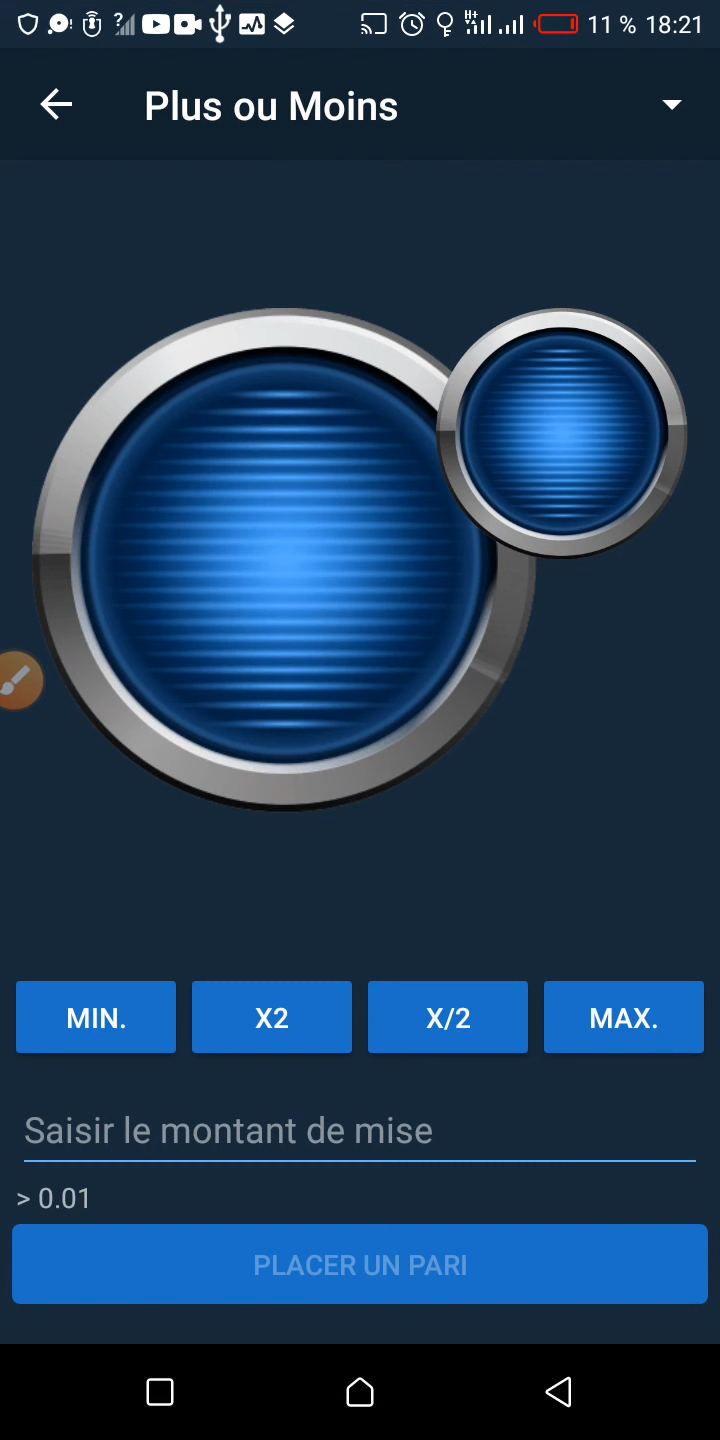 11 % 18:21
Plus ou Moins
MIN. X2 X/2 MAX.
Saisir le montant de mise
> 0.01
PLACER UN PARI